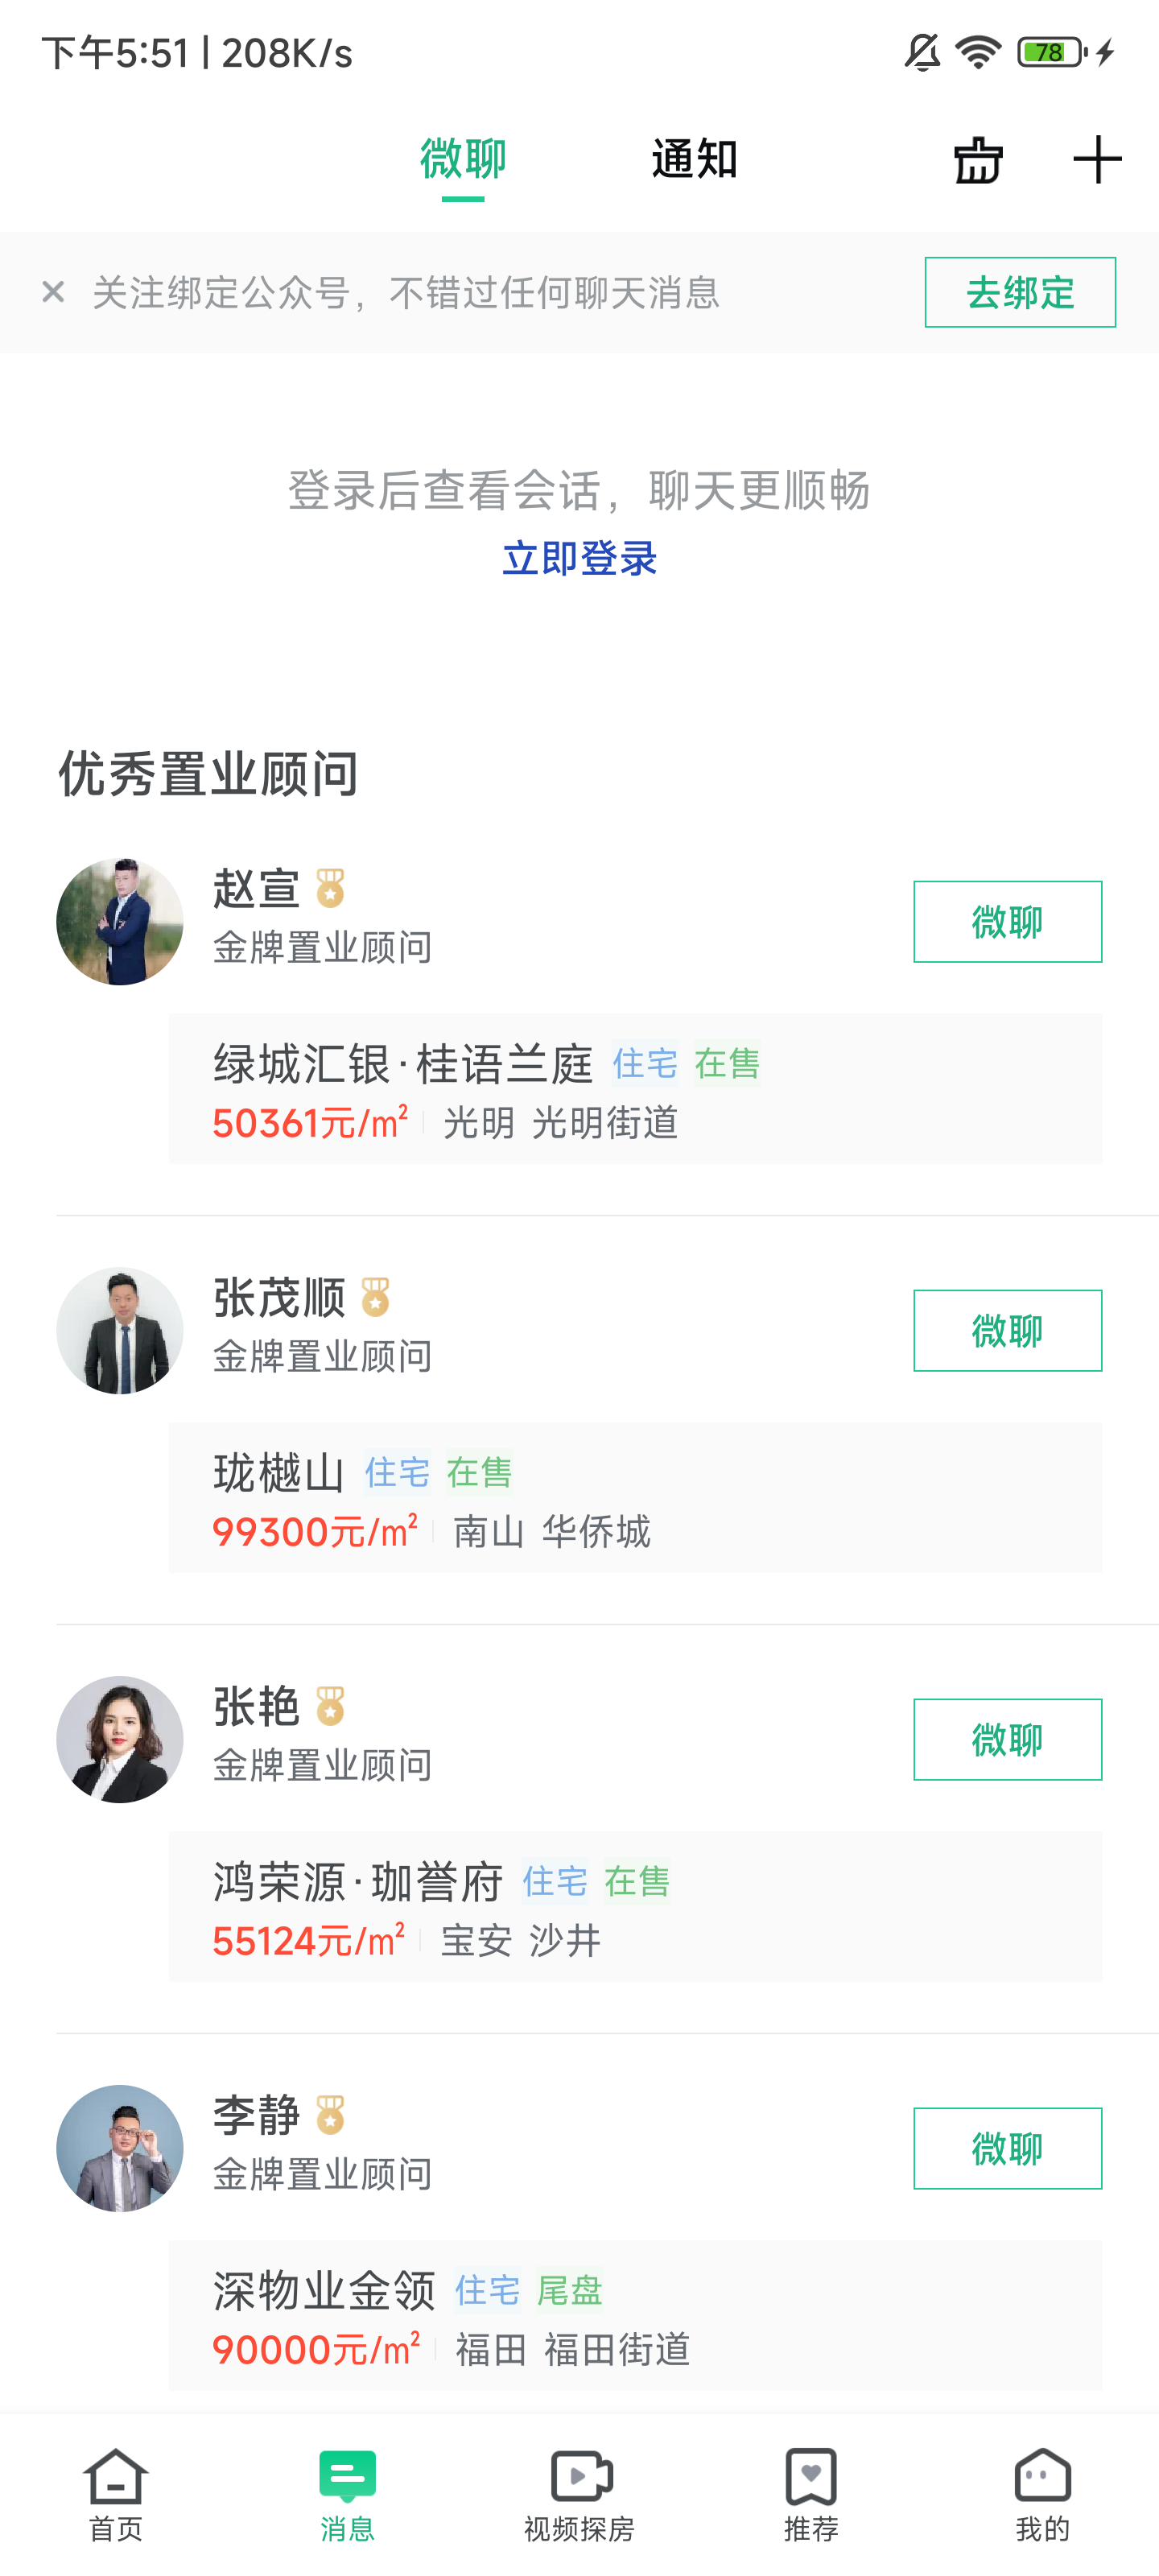 下午5:51 | 208K/s
78
微聊 通知
关注绑定公众号，不错过任何聊天消息 去绑定
登录后查看会话，聊天更顺畅
立即登录
优秀置业顾问
赵宣
金牌置业顾问
微聊
绿城汇银·桂语兰庭 住宅 在售
50361元/m² 光明 光明街道
张茂顺
金牌置业顾问
微聊
珑樾山 住宅 在售
99300元/m² 南山 华侨城
张艳
金牌置业顾问
微聊
鸿荣源·珈誉府 住宅 在售
55124元/m² 宝安 沙井
李静
金牌置业顾问
微聊
深物业金领 住宅 尾盘
90000元/m² 福田 福田街道
首页 消息 视频探房 推荐 我的